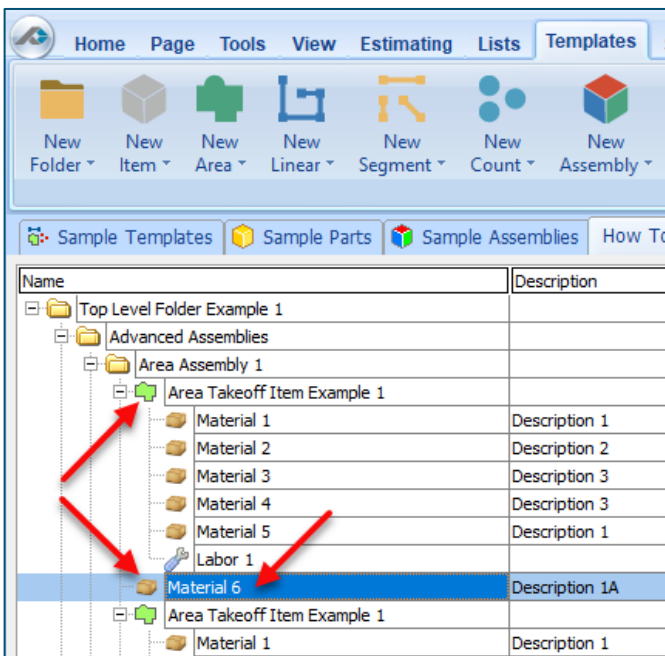 Home Page Tools View Estimating Lists Templates
New Folder New Item New Area New Linear New Segment New Count New Assembly
Sample Templates Sample Parts Sample Assemblies How To
Name Description
Top Level Folder Example 1
Advanced Assemblies
Area Assembly 1
Area Takeoff Item Example 1
Material 1 Description 1
Material 2 Description 2
Material 3 Description 3
Material 4 Description 3
Material 5 Description 1
Labor 1
Material 6 Description 1A
Area Takeoff Item Example 1
Material 1 Description 1